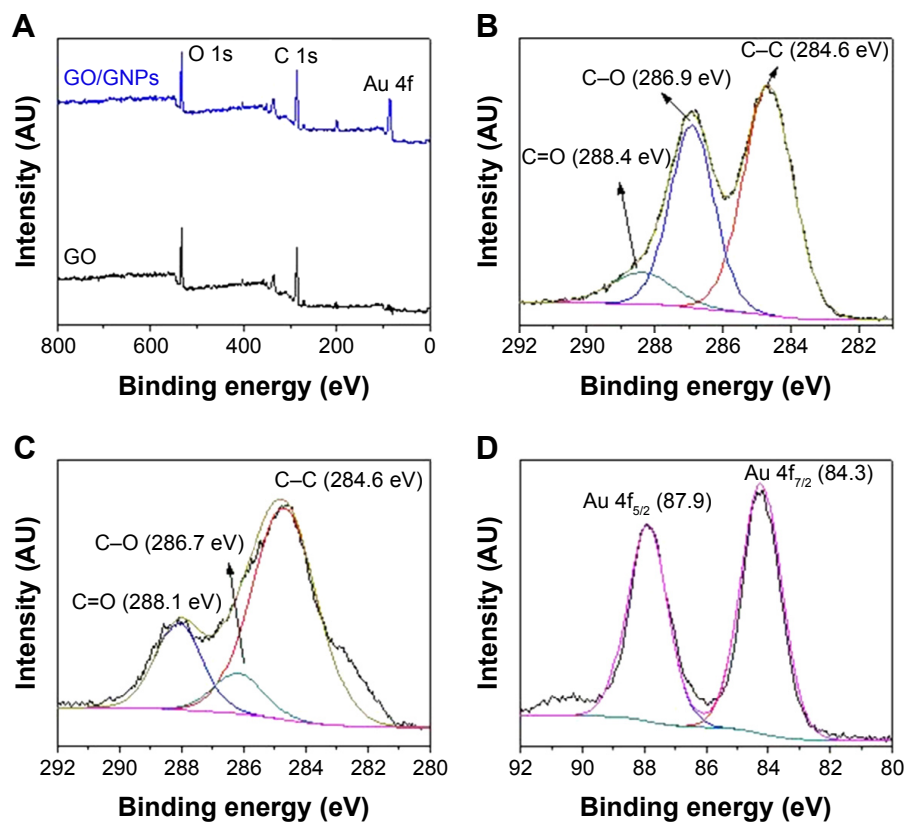 A
Intensity (AU)
GO/GNPs
O 1s
C 1s
Au 4f
GO
800 600 400 200 0
Binding energy (eV)
B
Intensity (AU)
C–C (284.6 eV)
C–O (286.9 eV)
C=O (288.4 eV)
292 290 288 286 284 282
Binding energy (eV)
C
Intensity (AU)
C–C (284.6 eV)
C–O (286.7 eV)
C=O (288.1 eV)
292 290 288 286 284 282 280
Binding energy (eV)
D
Intensity (AU)
Au 4f7/2 (84.3)
Au 4f5/2 (87.9)
92 90 88 86 84 82 80
Binding energy (eV)